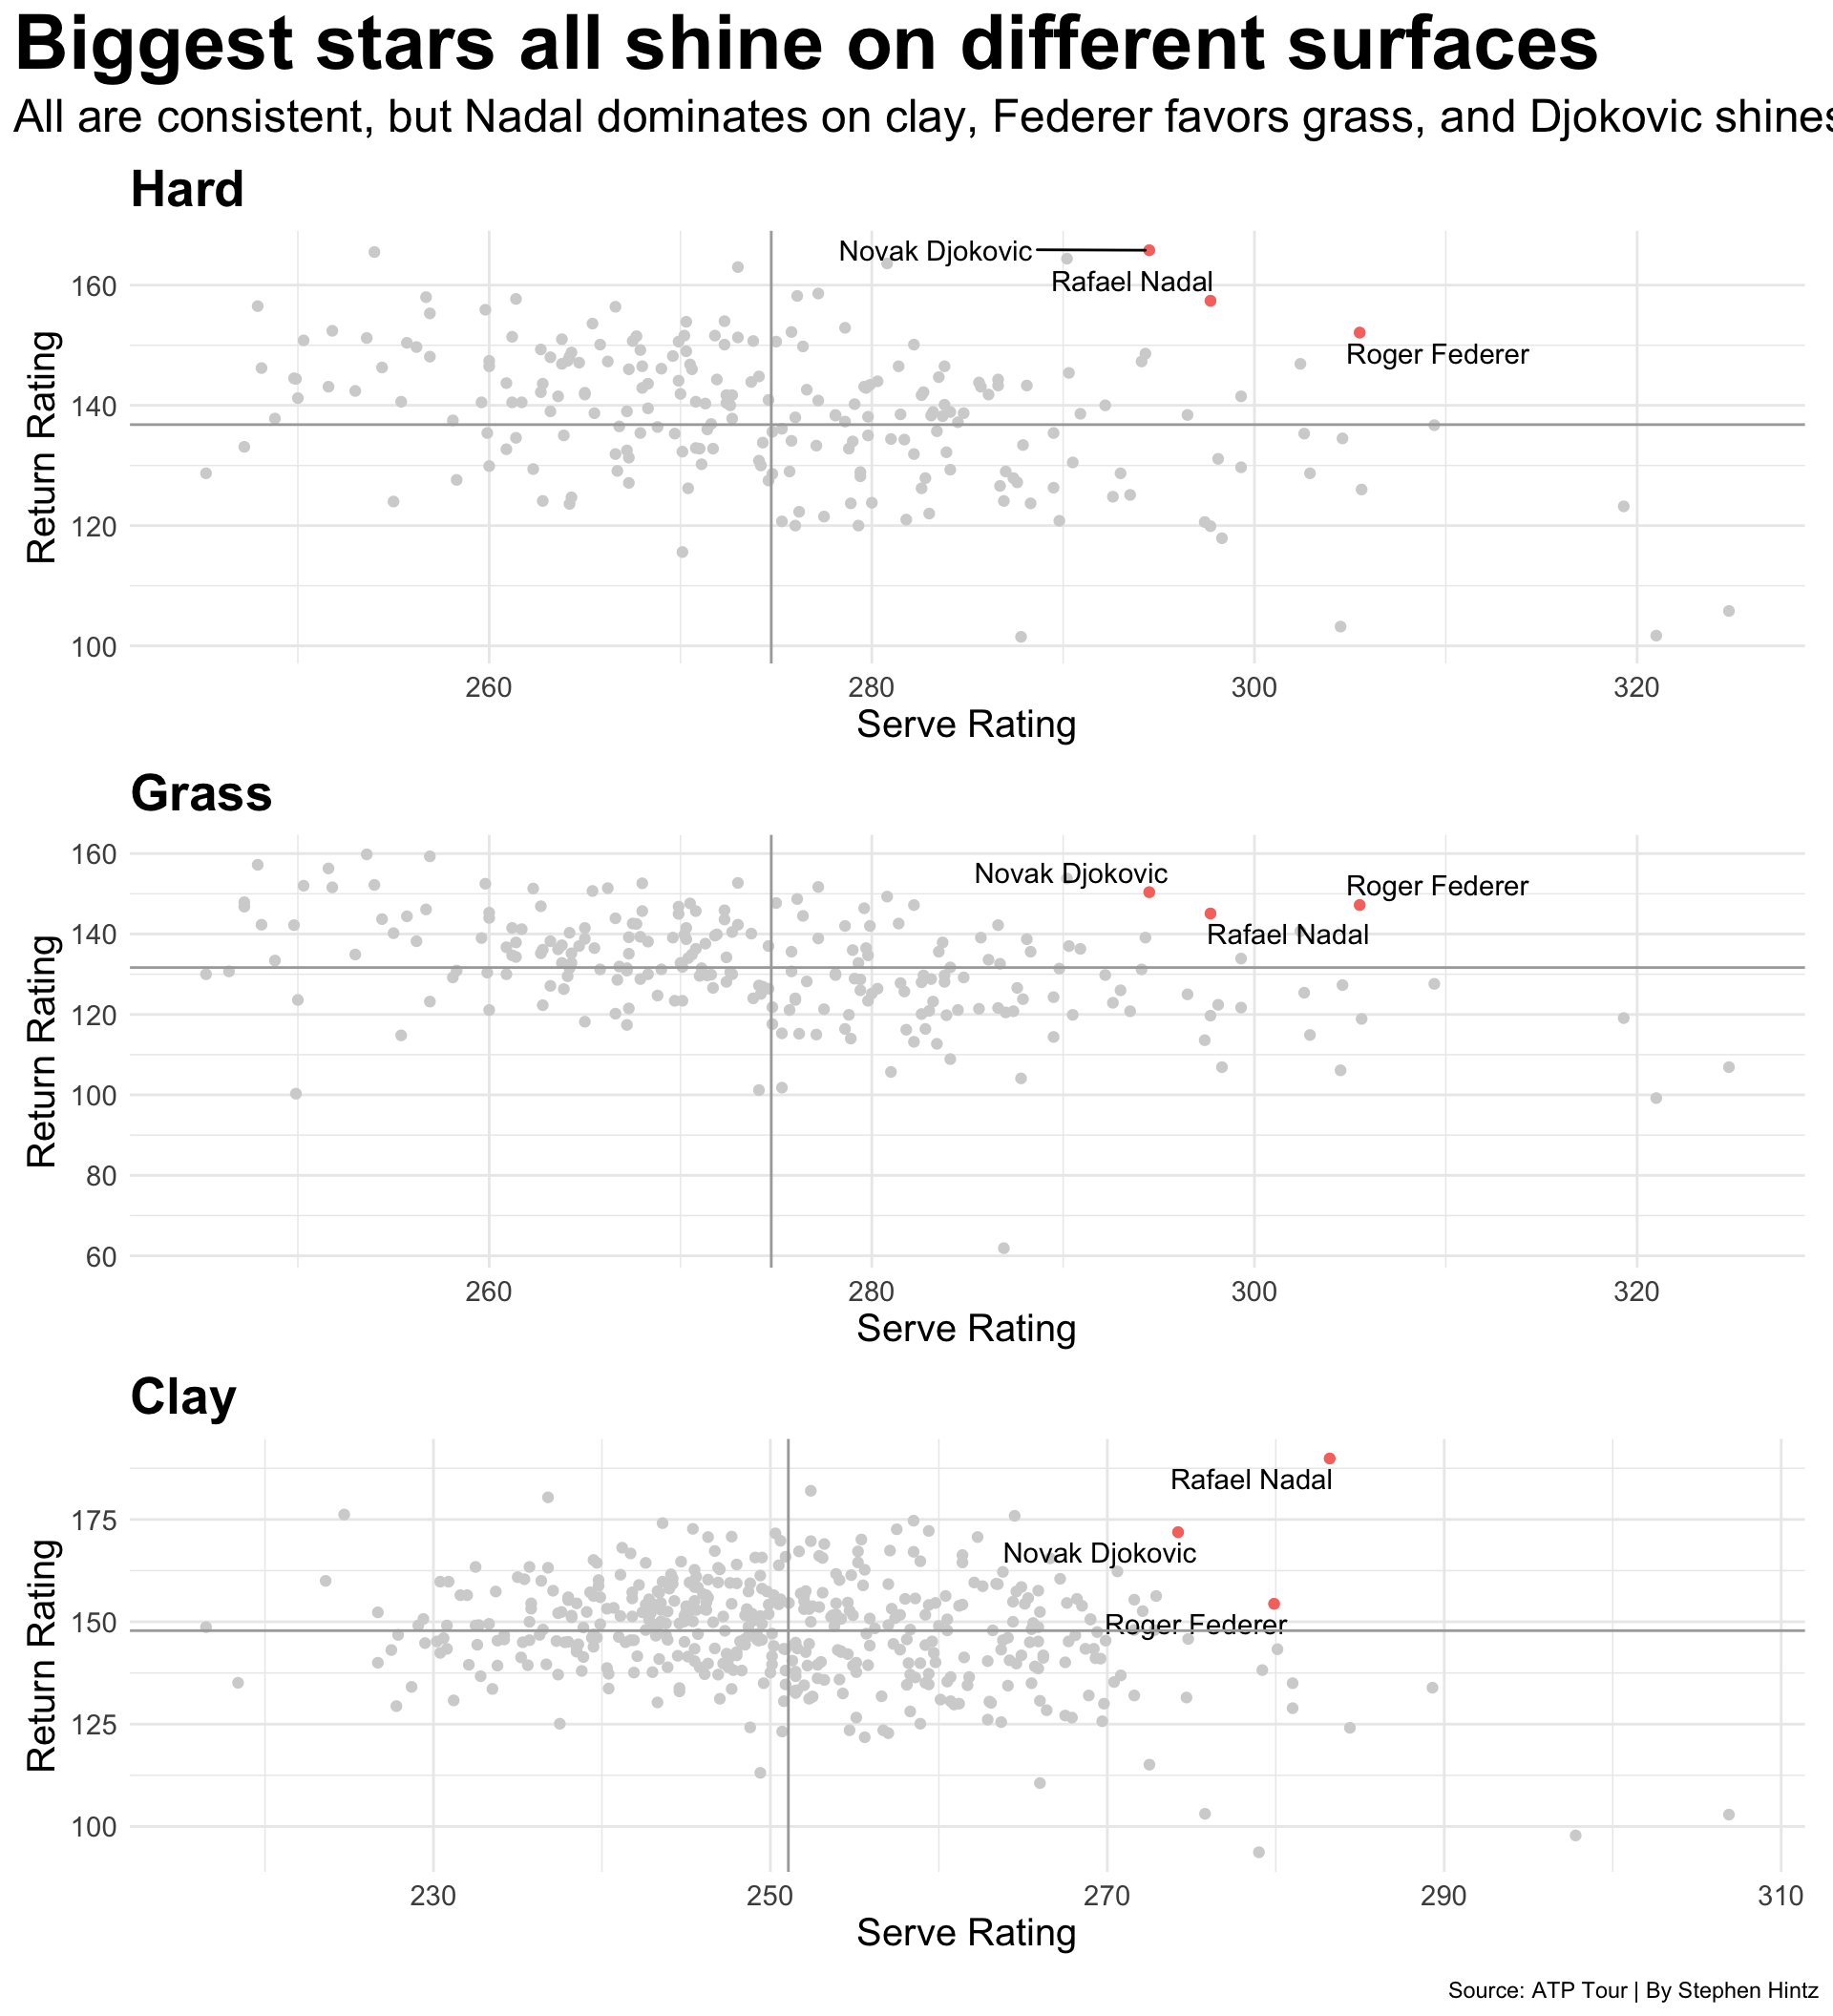 Biggest stars all shine on different surfaces
All are consistent, but Nadal dominates on clay, Federer favors grass, and Djokovic shines
Hard
Return Rating
160
140
120
100
Novak Djokovic
Rafael Nadal
Roger Federer
260
280
300
320
Serve Rating
Grass
Return Rating
160
140
120
100
80
60
Novak Djokovic
Roger Federer
Rafael Nadal
260
280
300
320
Serve Rating
Clay
Return Rating
175
150
125
100
Rafael Nadal
Novak Djokovic
Roger Federer
230
250
270
290
310
Serve Rating
Source: ATP Tour | By Stephen Hintz